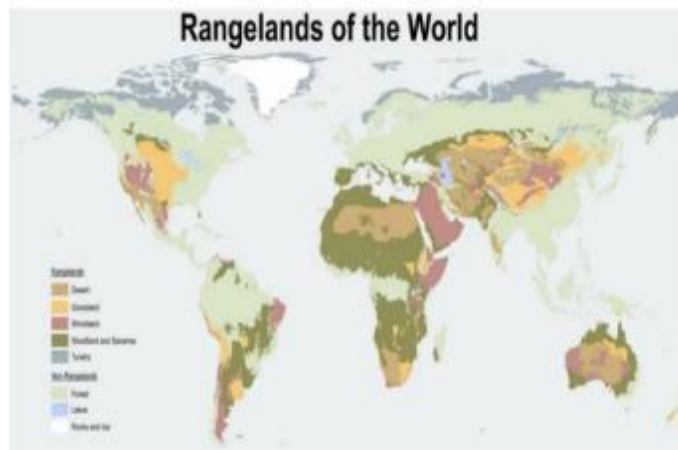 Rangelands of the World
Rangelands
Desert
Grassland
Shrubland
Woodland and Savanna
Tundra
Non-Rangelands
Forest
Lakes
Rocks and Ice